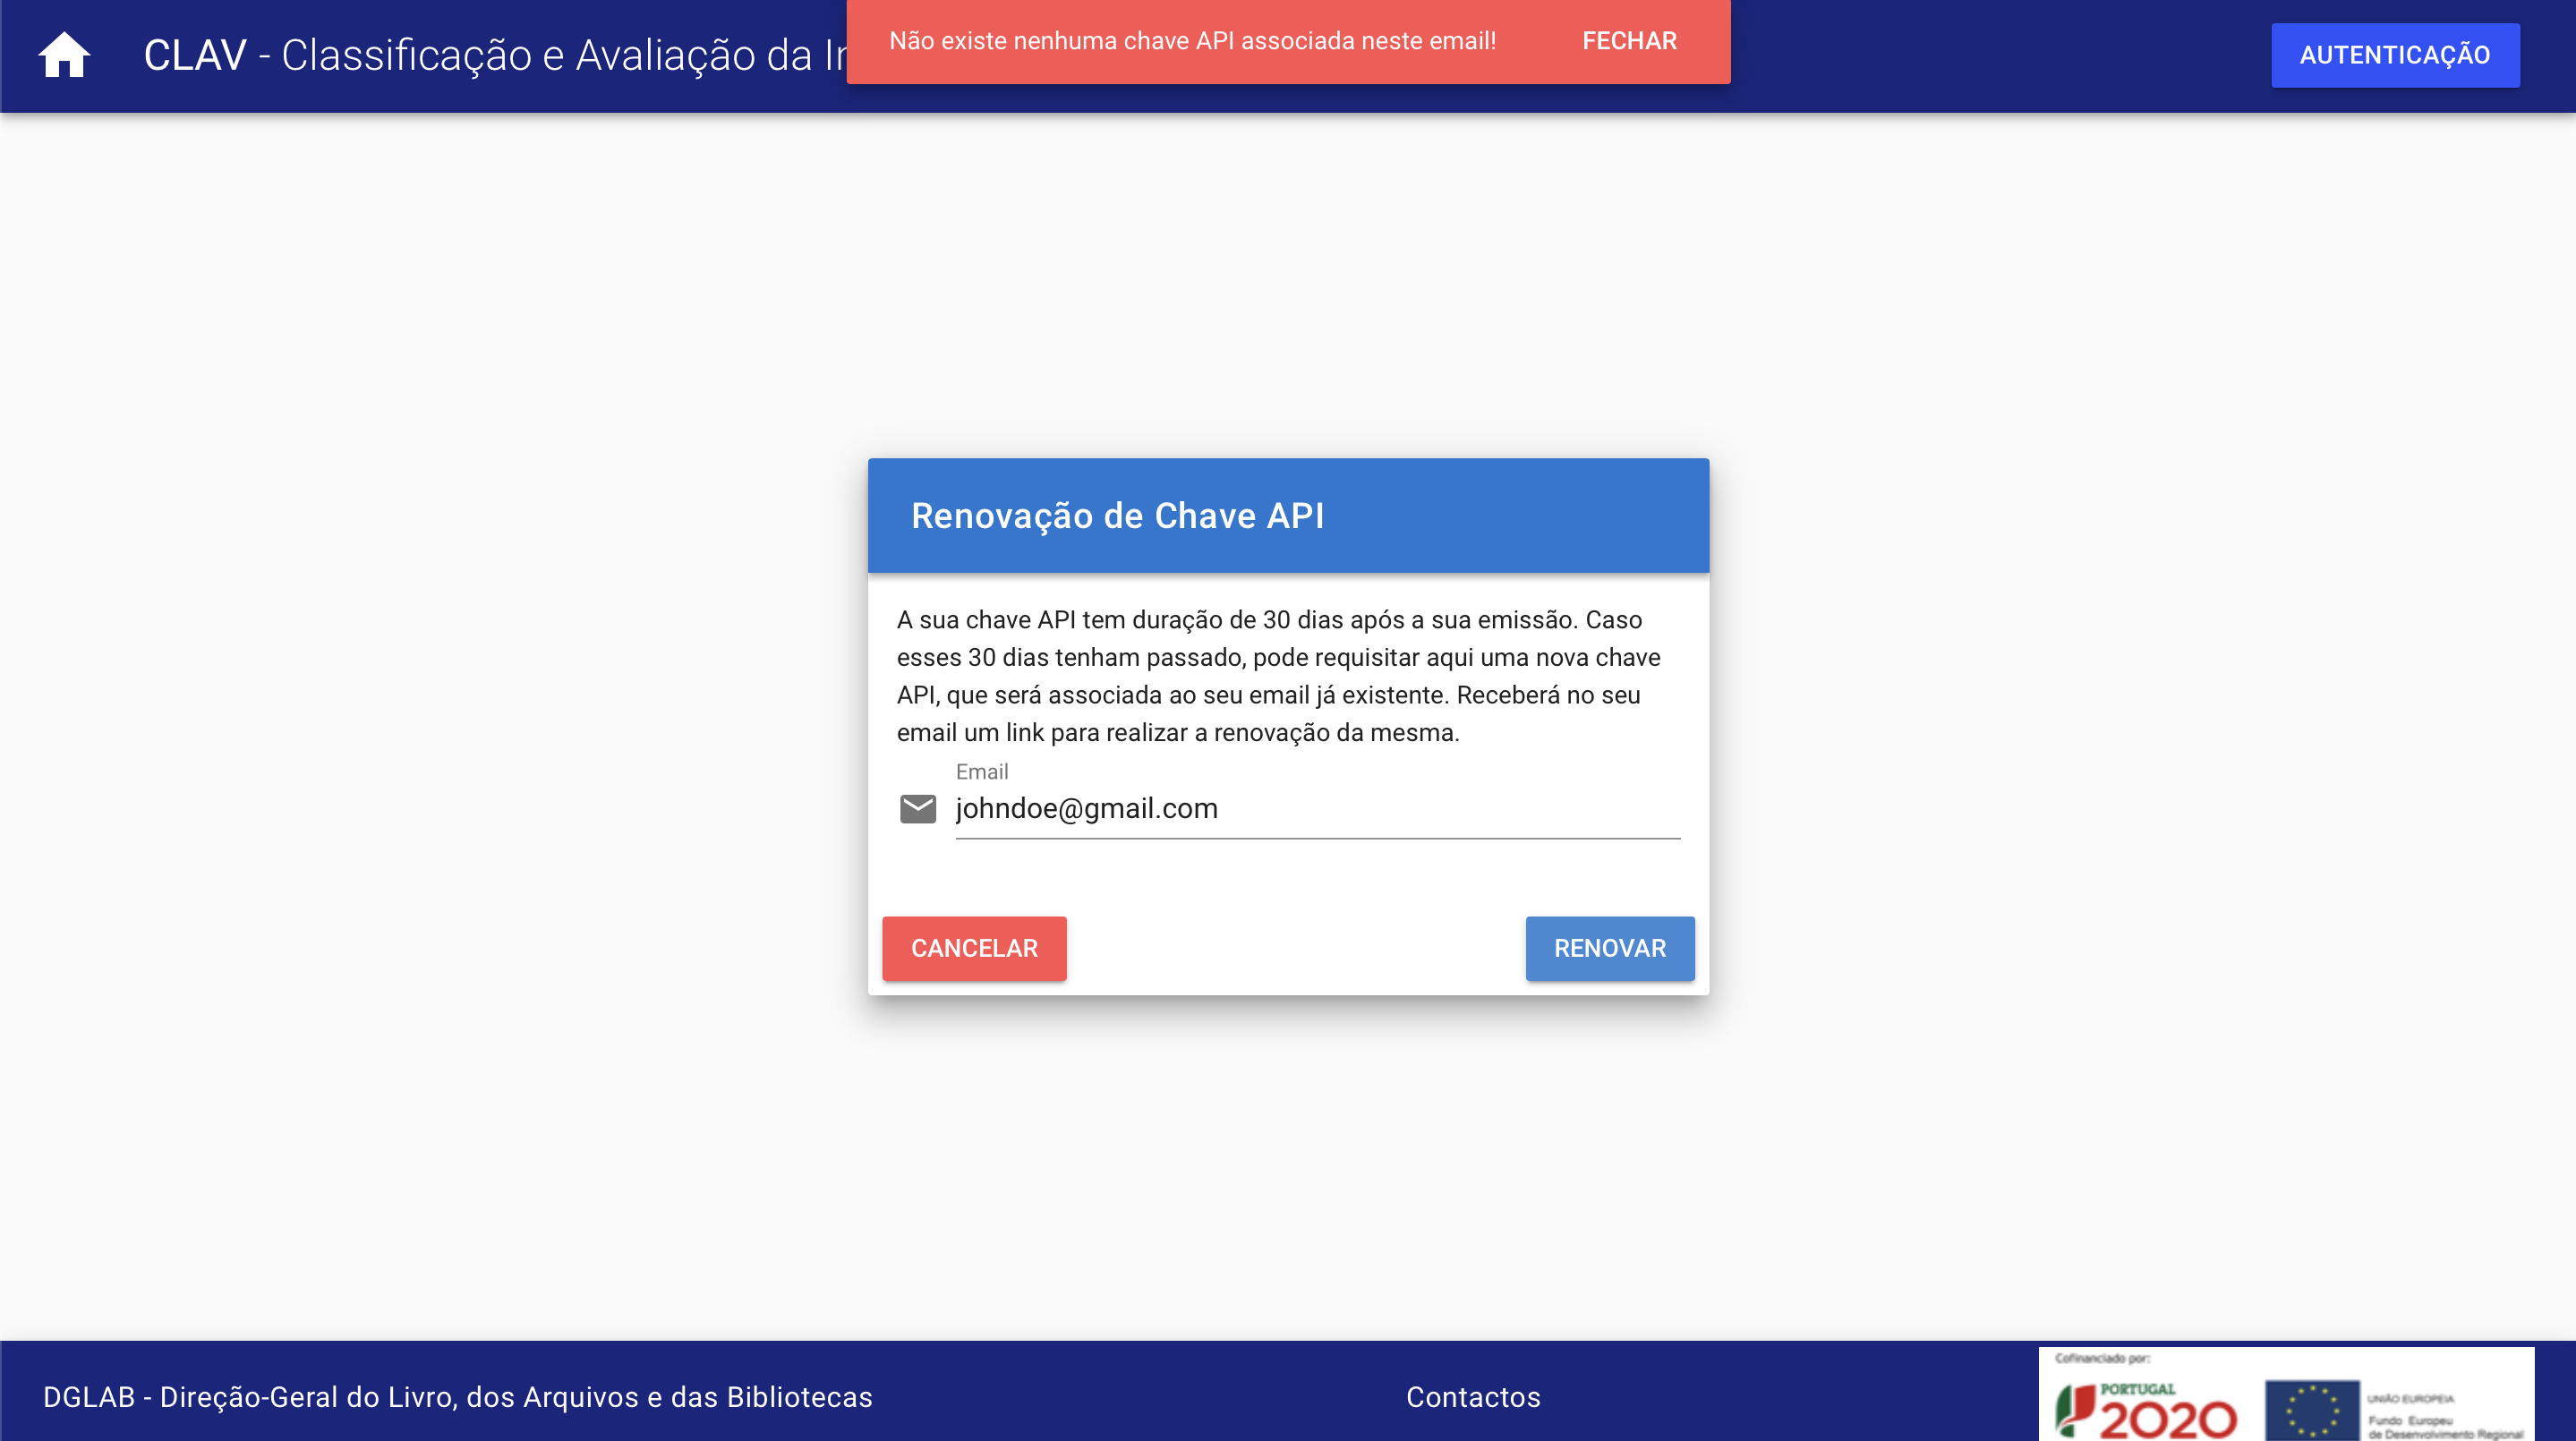 CLAV - Classificação e Avaliação da
Não existe nenhuma chave API associada neste email!
FECHAR
AUTENTICAÇÃO
Renovação de Chave API
A sua chave API tem duração de 30 dias após a sua emissão. Caso
esses 30 dias tenham passado, pode requisitar aqui uma nova chave
API, que será associada ao seu email já existente. Receberá no seu
email um link para realizar a renovação da mesma.
Email
johndoe@gmail.com
CANCELAR
RENOVAR
DGLAB - Direção-Geral do Livro, dos Arquivos e das Bibliotecas
Contactos
Cofinanciado por:
PORTUGAL
2020
UNIÃO EUROPEIA
Fundo Europeu
de Desenvolvimento Regional